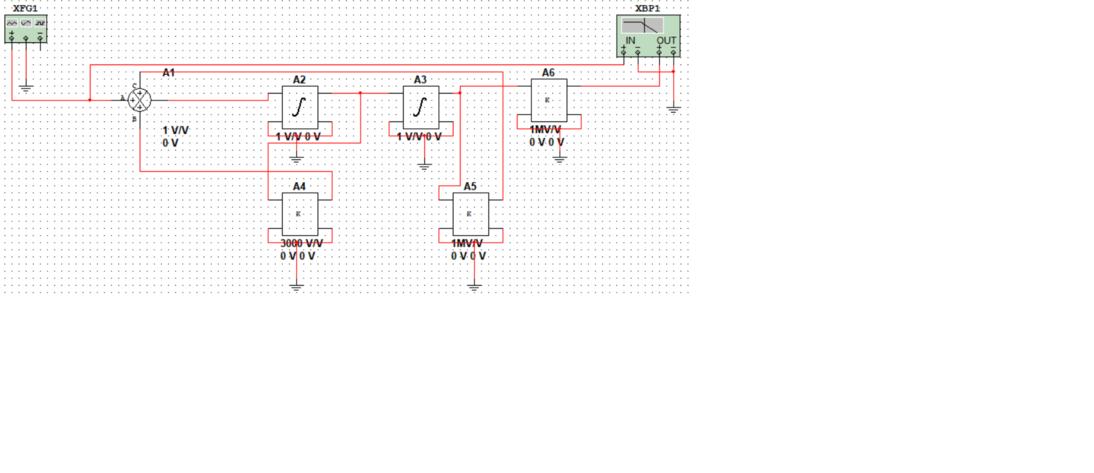 XFG1
XBP1
IN OUT
A1
C
A
B
1 V/V
0 V
A2
1 V/V 0 V
A3
1 V/V 0 V
A6
K
1MV/V
0 V 0 V
A4
K
3000 V/V
0 V 0 V
A5
K
1MV/V
0 V 0 V